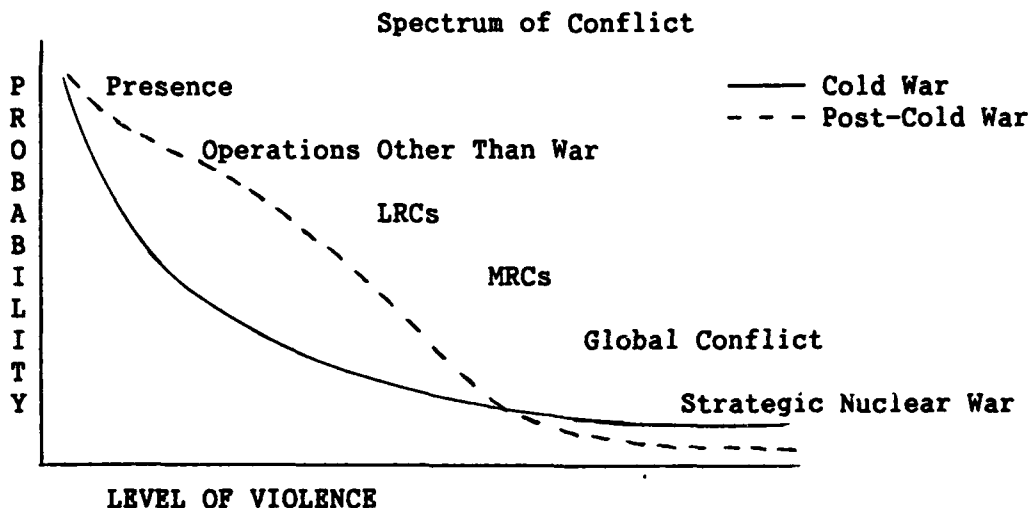 Spectrum of Conflict
PROBABILITY
Presence
Cold War
Post-Cold War
Operations Other Than War
LRCs
MRCs
Global Conflict
Strategic Nuclear War
LEVEL OF VIOLENCE